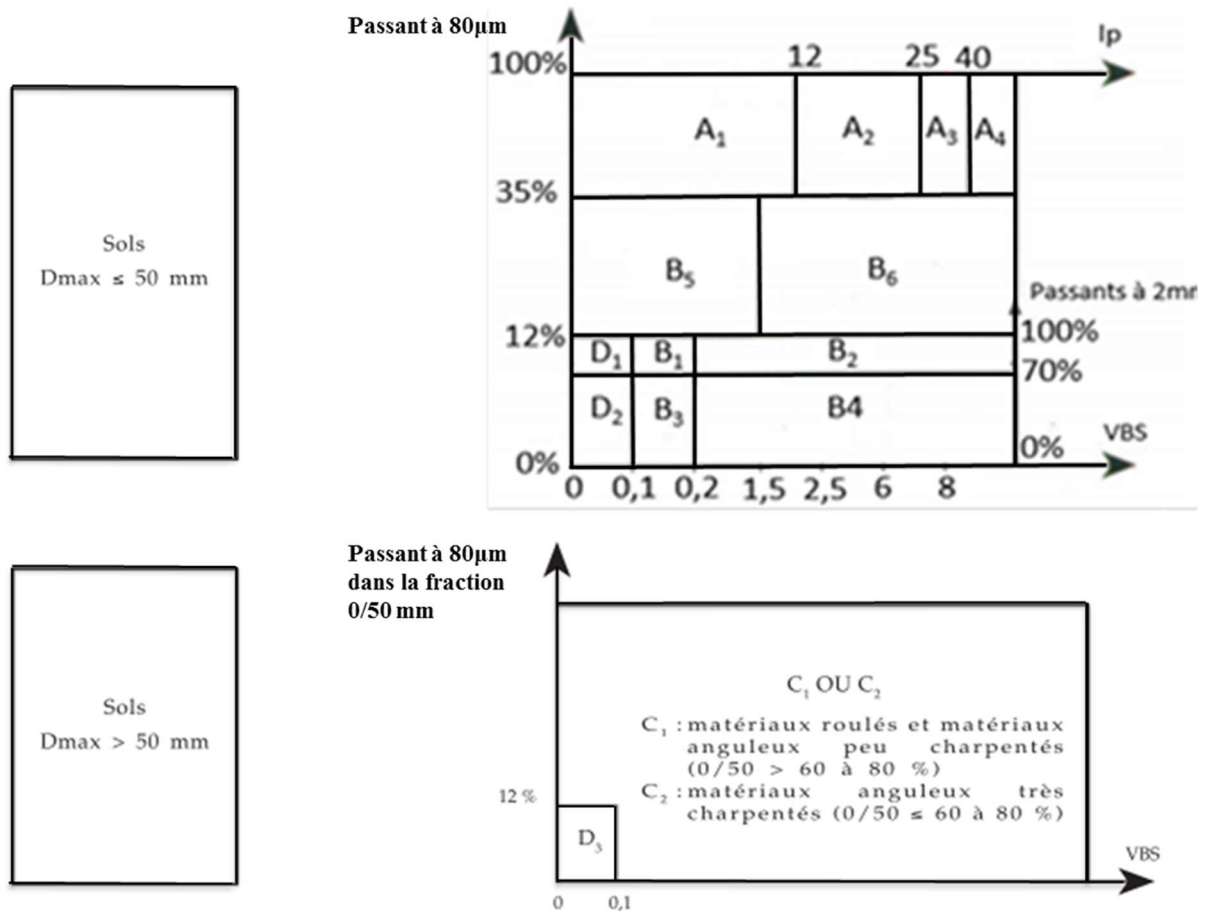 Passant à 80µm
Ip
100%
12
25
40
A₁
A₂
A₃
A₄
35%
Sols
Dmax ≤ 50 mm
B₅
B₆
Passants à 2mm
12%
100%
D₁
B₁
B₂
70%
D₂
B₃
B4
VBS
0%
0%
0
0,1
0,2
1,5
2,5
6
8
Passant à 80µm
dans la fraction
0/50 mm
C₁ OU C₂
Sols
Dmax > 50 mm
C₁ : matériaux roulés et matériaux
anguleux peu charpentés
(0/50 > 60 à 80 %)
C₂ : matériaux anguleux très
charpentés (0/50 ≤ 60 à 80 %)
12 %
D₃
VBS
0
0,1